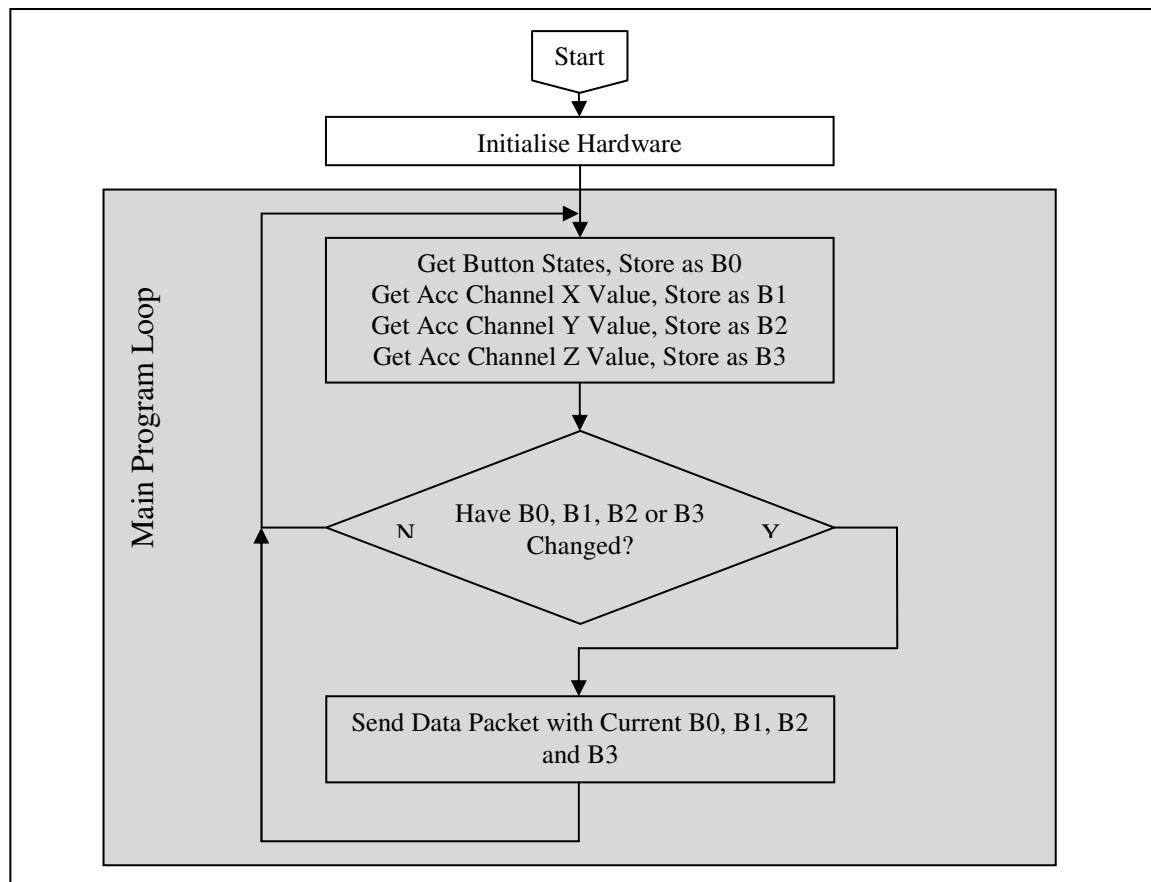 Start
Initialise Hardware
Main Program Loop
Get Button States, Store as B0
Get Acc Channel X Value, Store as B1
Get Acc Channel Y Value, Store as B2
Get Acc Channel Z Value, Store as B3
Have B0, B1, B2 or B3
Changed?
N
Y
Send Data Packet with Current B0, B1, B2
and B3